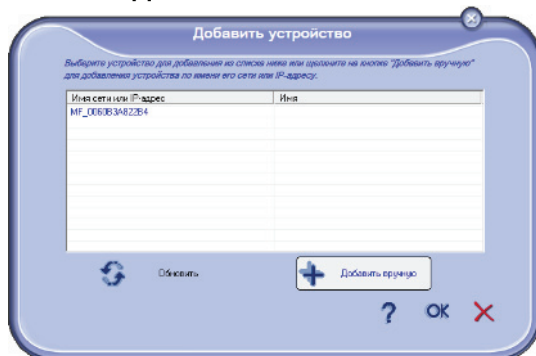 Добавить устройство
Выберите устройство для добавления из списка ниже или щелкните на кнопке "Добавить вручную"
для добавления устройства по имени его сети или IP-адресу.
Имя сети или IP-адрес Имя
MF_0060B3A822B4
Обновить Добавить вручную
? OK